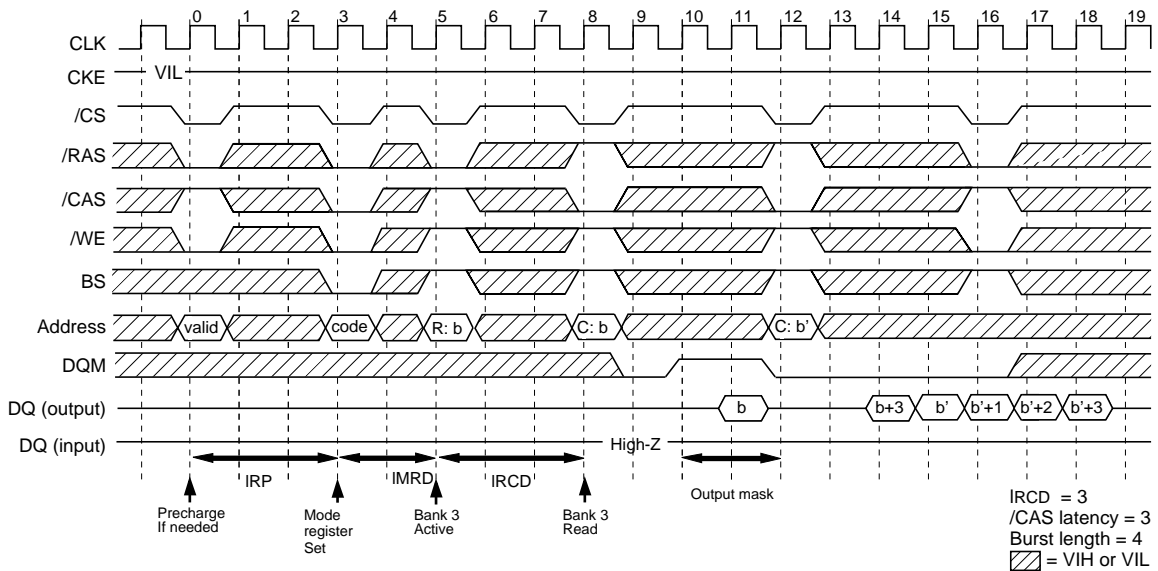 0 1 2 3 4 5 6 7 8 9 10 11 12 13 14 15 16 17 18 19
CLK
CKE VIL
/CS
/RAS
/CAS
/WE
BS
Address valid code R: b C: b C: b'
DQM
DQ (output) b b+3 b' b'+1 b'+2 b'+3
DQ (input) High-Z
lRP lMRD lRCD Output mask
Precharge
If needed
Mode
register
Set
Bank 3
Active
Bank 3
Read
lRCD = 3
/CAS latency = 3
Burst length = 4
= VIH or VIL